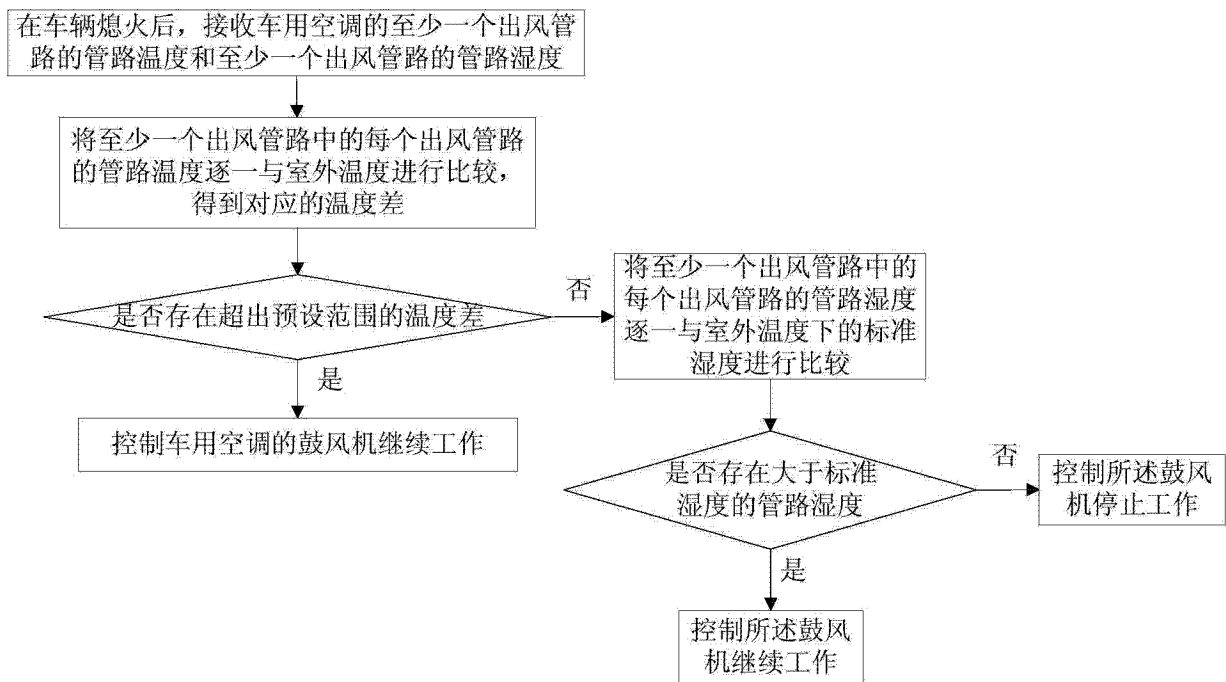 在车辆熄火后，接收车用空调的至少一个出风管
路的管路温度和至少一个出风管路的管路湿度
将至少一个出风管路中的每个出风管路
的管路温度逐一与室外温度进行比较，
得到对应的温度差
是否存在超出预设范围的温度差
否
将至少一个出风管路中的
每个出风管路的管路湿度
逐一与室外温度下的标准
湿度进行比较
是
控制车用空调的鼓风机继续工作
是否存在大于标准
湿度的管路湿度
否
控制所述鼓风
机停止工作
是
控制所述鼓风
机继续工作